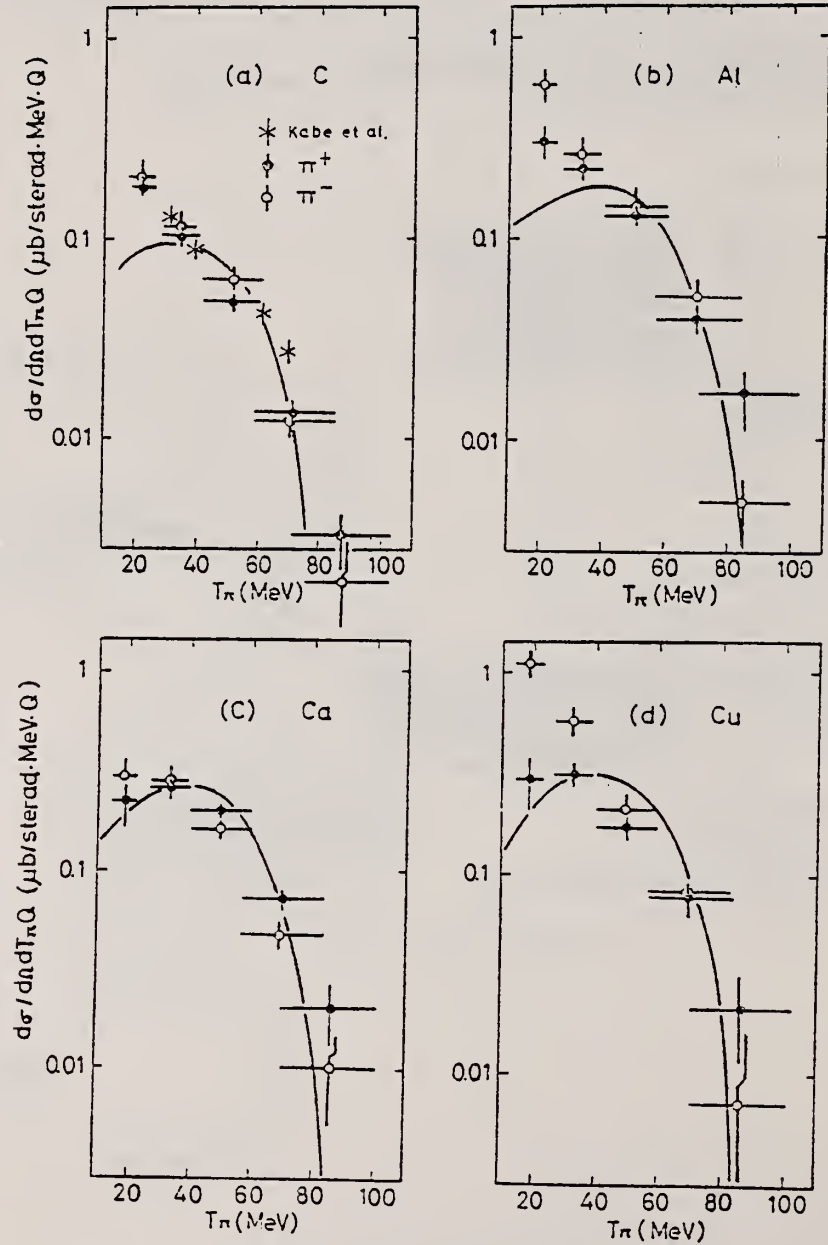 1
0.1
0.01
dσ/dΩdTπQ (μb/sterad·MeV·Q)
(a) C
Kabe et al.
π+
π−
20 40 60 80 100
Tπ (MeV)
1
0.1
0.01
(b) Al
20 40 60 80 100
Tπ (MeV)
1
0.1
0.01
dσ/dΩdTπQ (μb/sterad·MeV·Q)
(C) Ca
20 40 60 80 100
Tπ (MeV)
1
0.1
0.01
(d) Cu
20 40 60 80 100
Tπ (MeV)